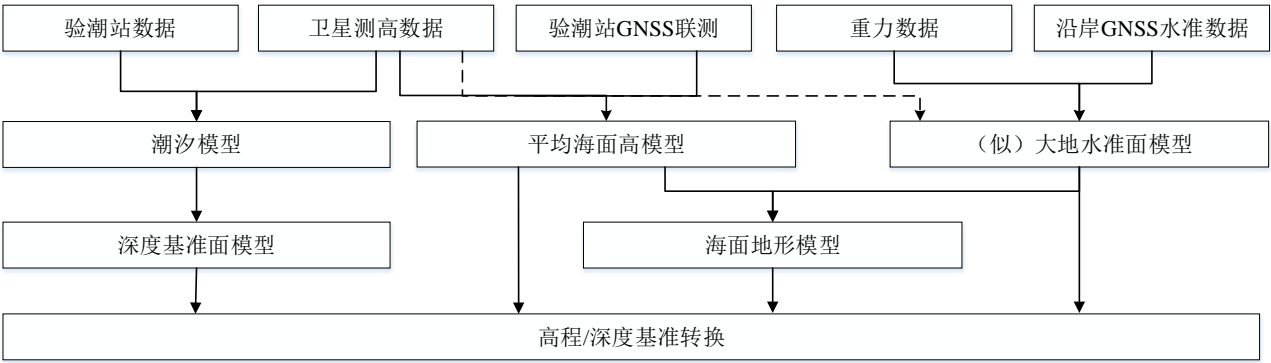 验潮站数据
卫星测高数据
验潮站GNSS联测
重力数据
沿岸GNSS水准数据
潮汐模型
平均海面高模型
（似）大地水准面模型
深度基准面模型
海面地形模型
高程/深度基准转换